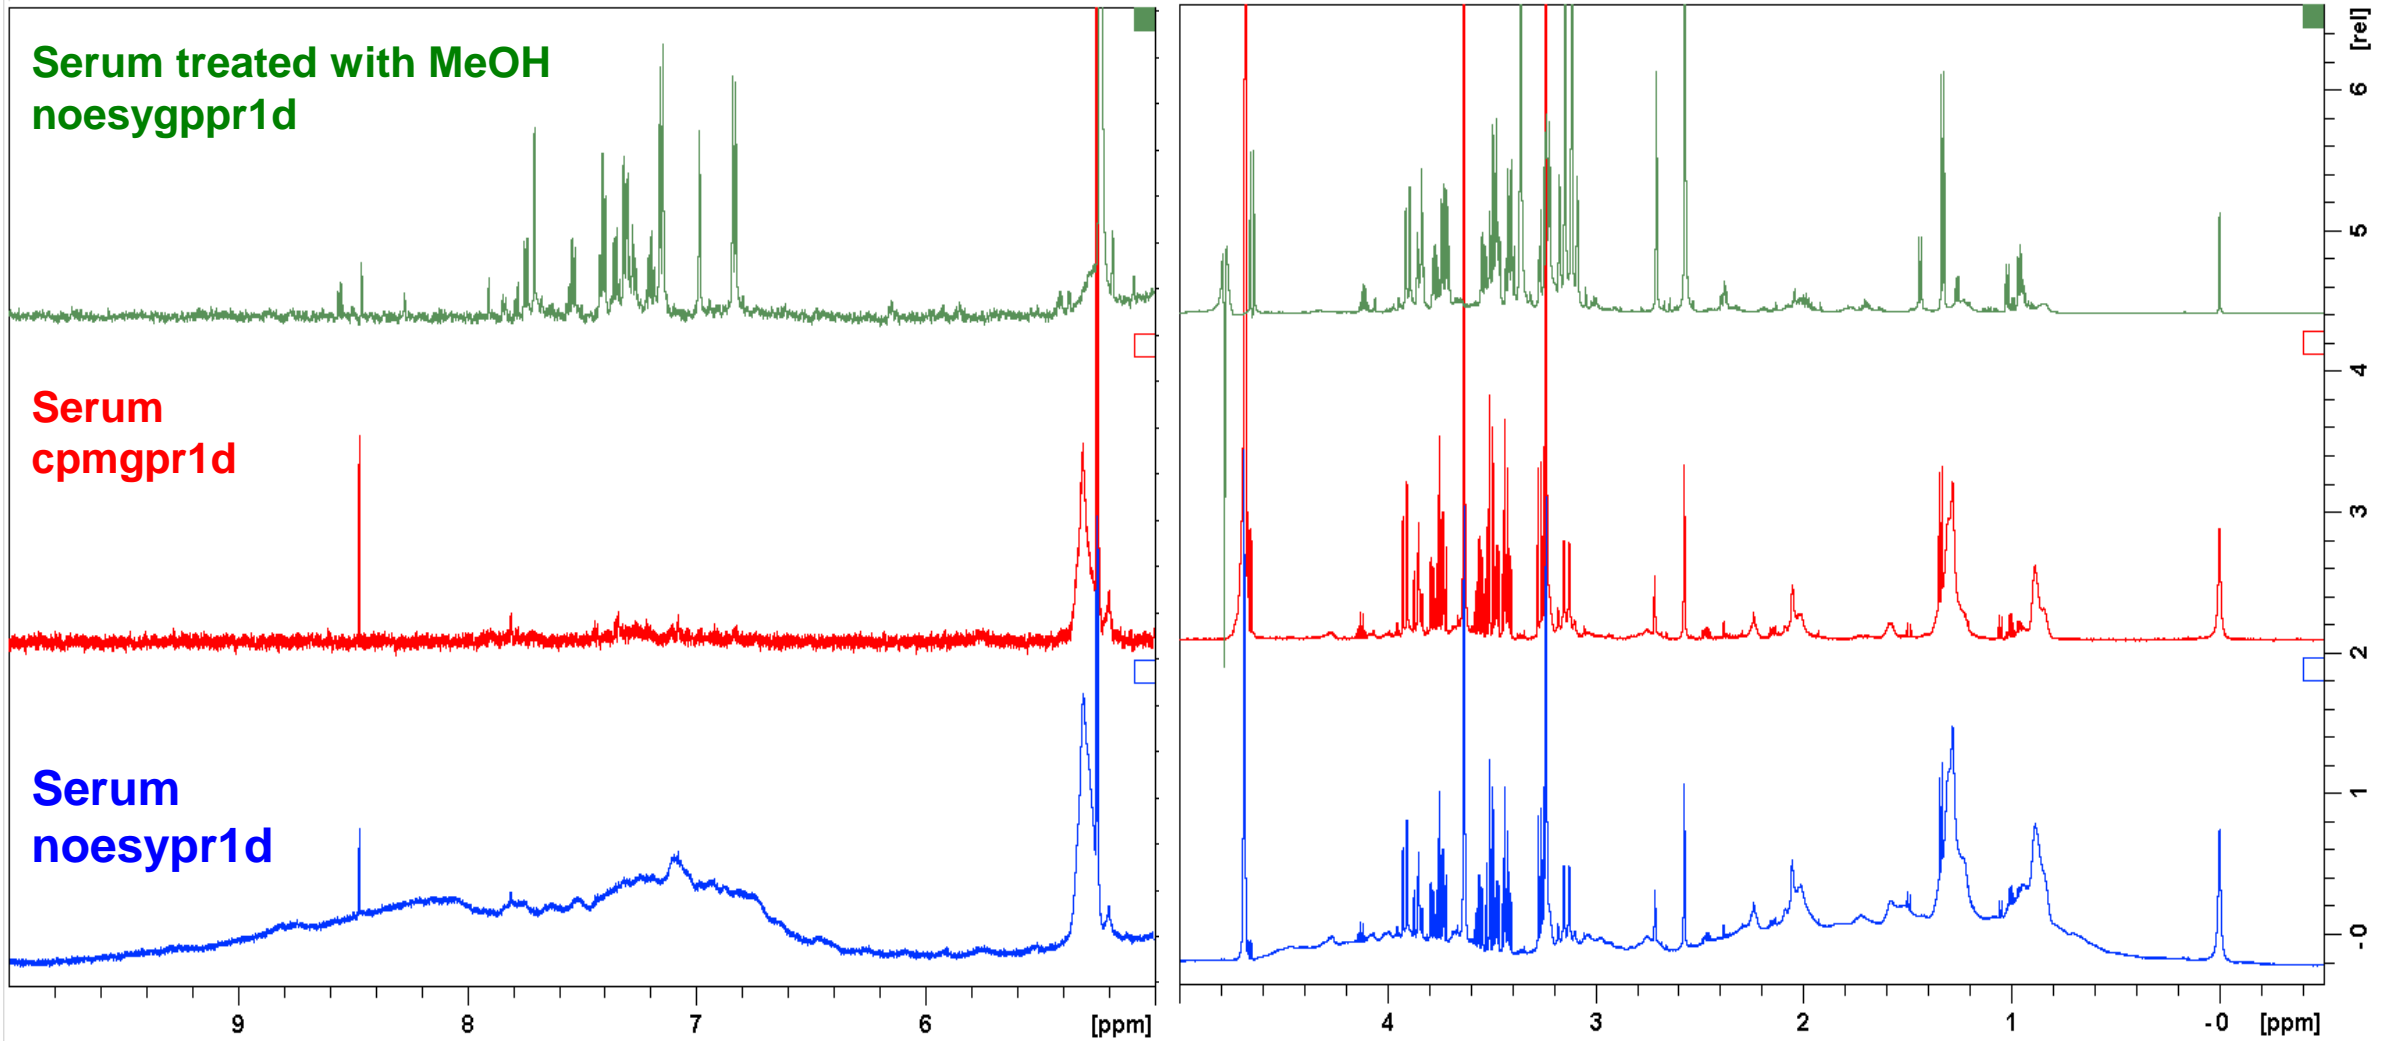 Serum treated with MeOH
noesygppr1d
Serum
cpmgpr1d
Serum
noesypr1d
9 8 7 6 [ppm]
4 3 2 1 -0 [ppm]
[rel]
6
5
4
3
2
1
-0